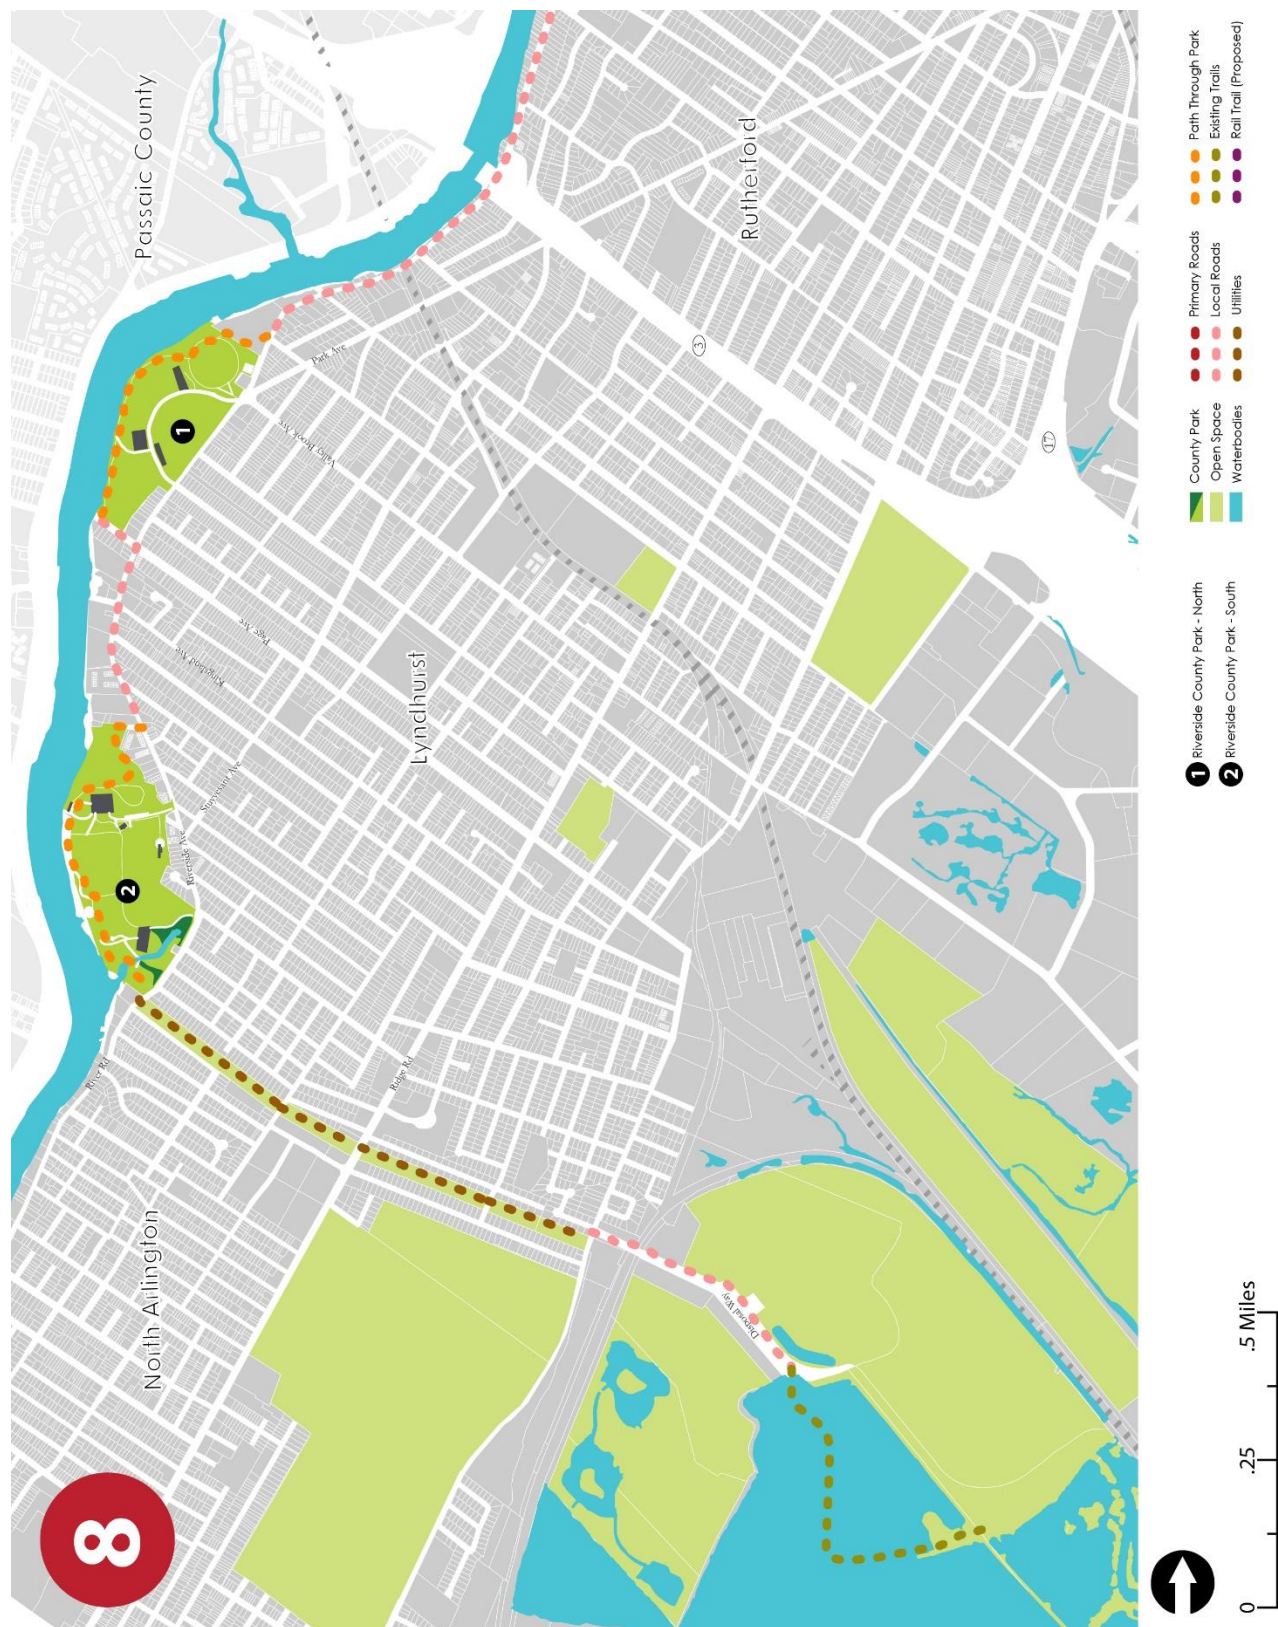 8
Passaic County
Rutherford
Lyndhurst
North Arlington
Park Ave
Valley Brook Ave
Page Ave
Kingsland Ave
Stuyvesant Ave
Riverside Ave
River Rd
Ridge Rd
Disposal Way
3
17
1
2
1 Riverside County Park - North
2 Riverside County Park - South
County Park
Open Space
Waterbodies
Primary Roads
Local Roads
Utilities
Path Through Park
Existing Trails
Rail Trail (Proposed)
0 .25 .5 Miles